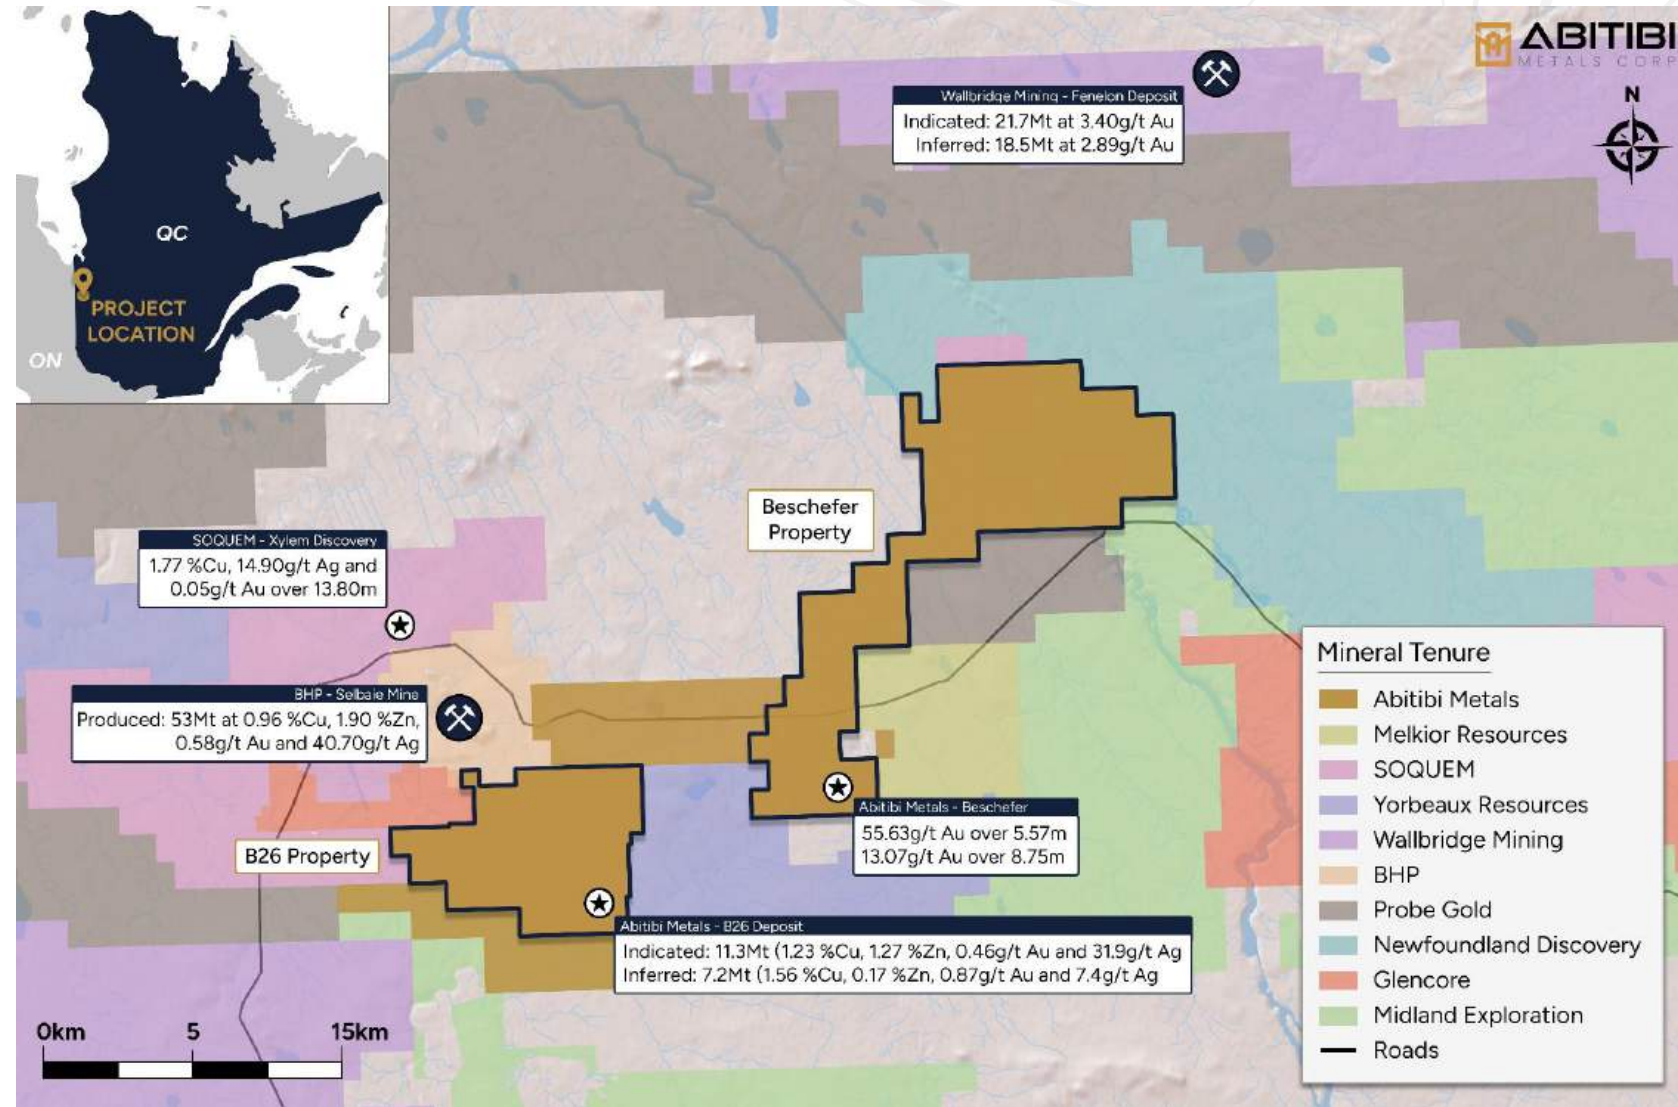 ABITIBI
METALS CORP
N
QC
PROJECT
LOCATION
ON
Wallbridge Mining - Fenelon Deposit
Indicated: 21.7Mt at 3.40g/t Au
Inferred: 18.5Mt at 2.89g/t Au
Beschefer
Property
SOQUEM - Xylem Discovery
1.77 %Cu, 14.90g/t Ag and
0.05g/t Au over 13.80m
BHP - Selbaie Mine
Produced: 53Mt at 0.96 %Cu, 1.90 %Zn,
0.58g/t Au and 40.70g/t Ag
B26 Property
Abitibi Metals - Beschefer
55.63g/t Au over 5.57m
13.07g/t Au over 8.75m
Abitibi Metals - B26 Deposit
Indicated: 11.3Mt (1.23 %Cu, 1.27 %Zn, 0.46g/t Au and 31.9g/t Ag
Inferred: 7.2Mt (1.56 %Cu, 0.17 %Zn, 0.87g/t Au and 7.4g/t Ag
0km 5 15km
Mineral Tenure
Abitibi Metals
Melkior Resources
SOQUEM
Yorbeaux Resources
Wallbridge Mining
BHP
Probe Gold
Newfoundland Discovery
Glencore
Midland Exploration
Roads